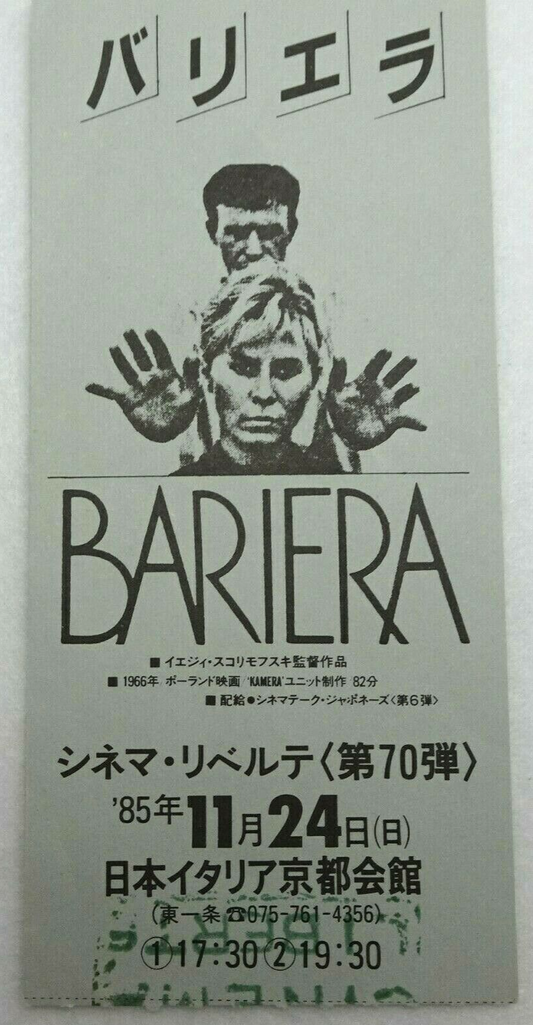 バリエラ
BARIERA
■イエジィ・スコリモフスキ監督作品
■1966年 ポーランド映画/'KAMERA'ユニット制作 82分
■配給●シネマテーク・ジャポネーズ〈第6弾〉
シネマ・リベルテ〈第70弾〉
'85年11月24日(日)
日本イタリア京都会館
(東一条☎075-761-4356)
①17:30②19:30
LIBERTE
CINEMA